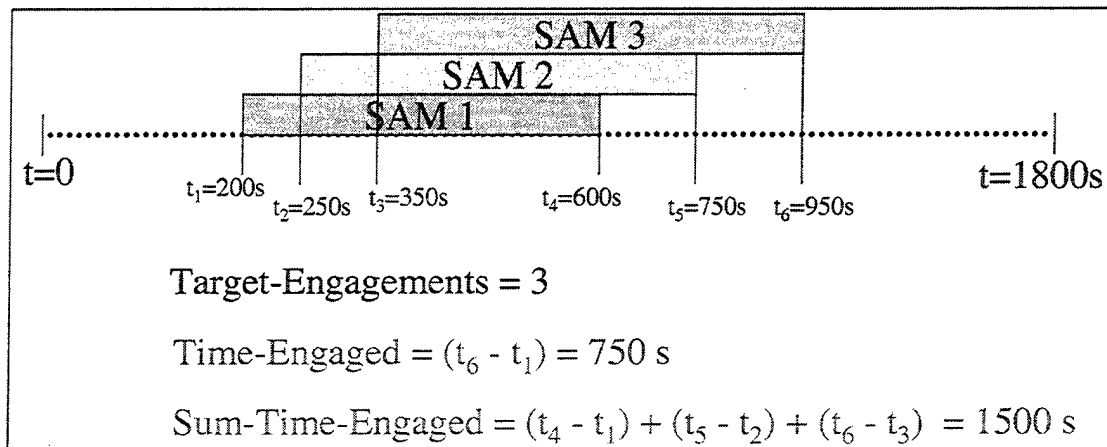 SAM 3
SAM 2
SAM 1
t=0
t=1800s
t₁=200s
t₂=250s
t₃=350s
t₄=600s
t₅=750s
t₆=950s
Target-Engagements = 3
Time-Engaged = (t₆ - t₁) = 750 s
Sum-Time-Engaged = (t₄ - t₁) + (t₅ - t₂) + (t₆ - t₃) = 1500 s